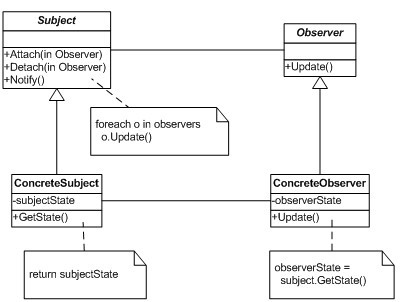 Subject
+Attach(in Observer)
+Detach(in Observer)
+Notify()
Observer
+Update()
foreach o in observers
o.Update()
ConcreteSubject
-subjectState
+GetState()
ConcreteObserver
-observerState
+Update()
return subjectState
observerState =
subject.GetState()